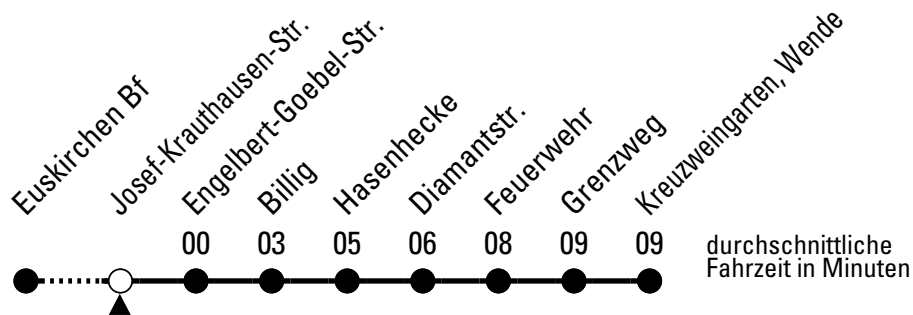 Euskirchen Bf
Josef-Krauthausen-Str.
Engelbert-Goebel-Str.
Billig
Hasenhecke
Diamantstr.
Feuerwehr
Grenzweg
Kreuzweingarten, Wende
00 03 05 06 08 09 09
durchschnittliche
Fahrzeit in Minuten